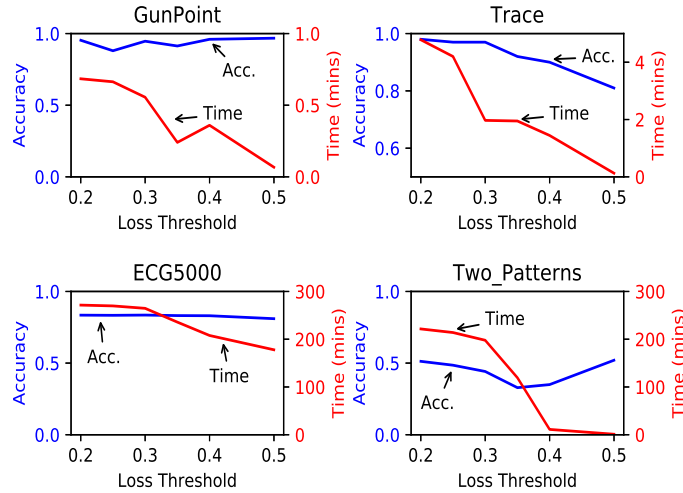 GunPoint
1.0
0.5
0.0
Accuracy
1.0
0.5
0.0
Time (mins)
Acc.
Time
0.2 0.3 0.4 0.5
Loss Threshold
Trace
1.0
0.8
0.6
Accuracy
4
2
0
Time (mins)
Acc.
Time
0.2 0.3 0.4 0.5
Loss Threshold
ECG5000
1.0
0.5
0.0
Accuracy
300
200
100
0
Time (mins)
Acc.
Time
0.2 0.3 0.4 0.5
Loss Threshold
Two_Patterns
1.0
0.5
0.0
Accuracy
300
200
100
0
Time (mins)
Time
Acc.
0.2 0.3 0.4 0.5
Loss Threshold